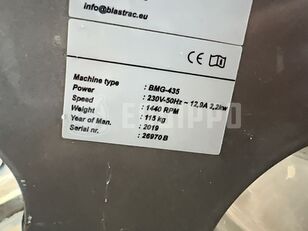 info@blastrac.eu
CE
Machine type : BMG-435
Power : 230V-50Hz ~ 12,9A 2,2kw
Speed : 1440 RPM
Weight : 115 kg
Year of Man. : 2019
Serial nr. : 26970 B
EXAPRO